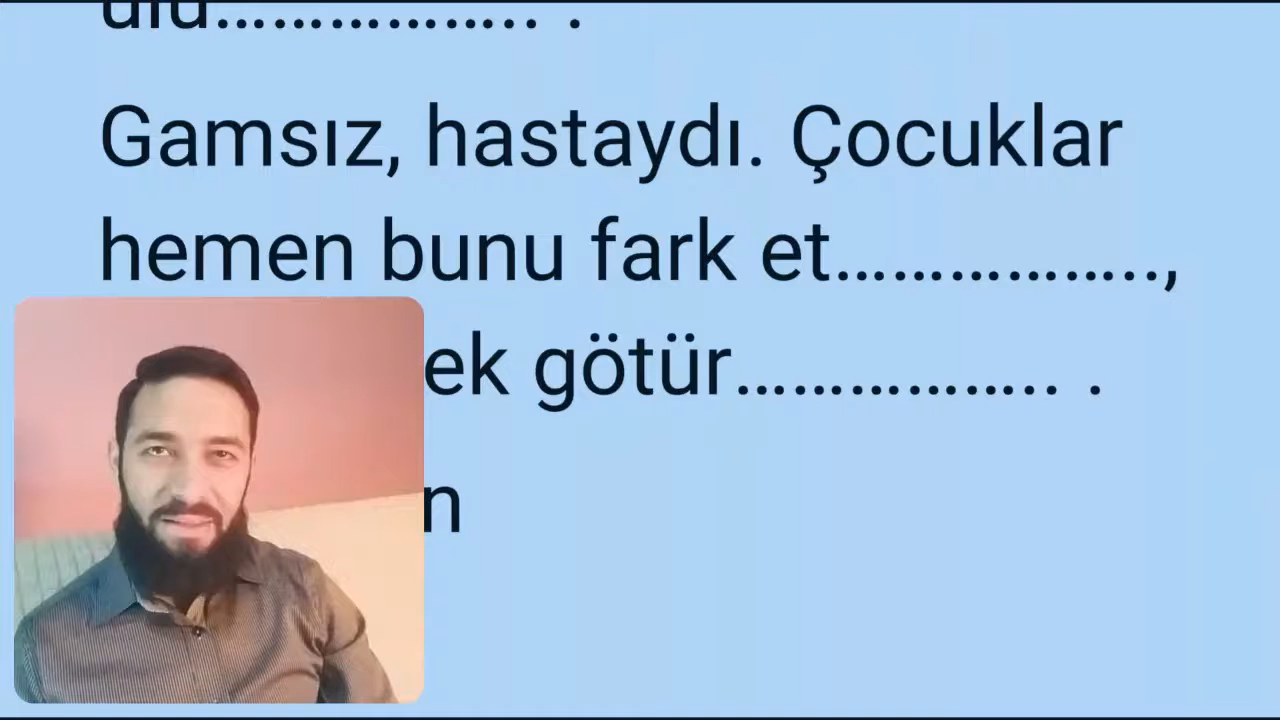 Gamsız, hastaydı. Çocuklar
hemen bunu fark et……………..,
ek götür…………….. .
n